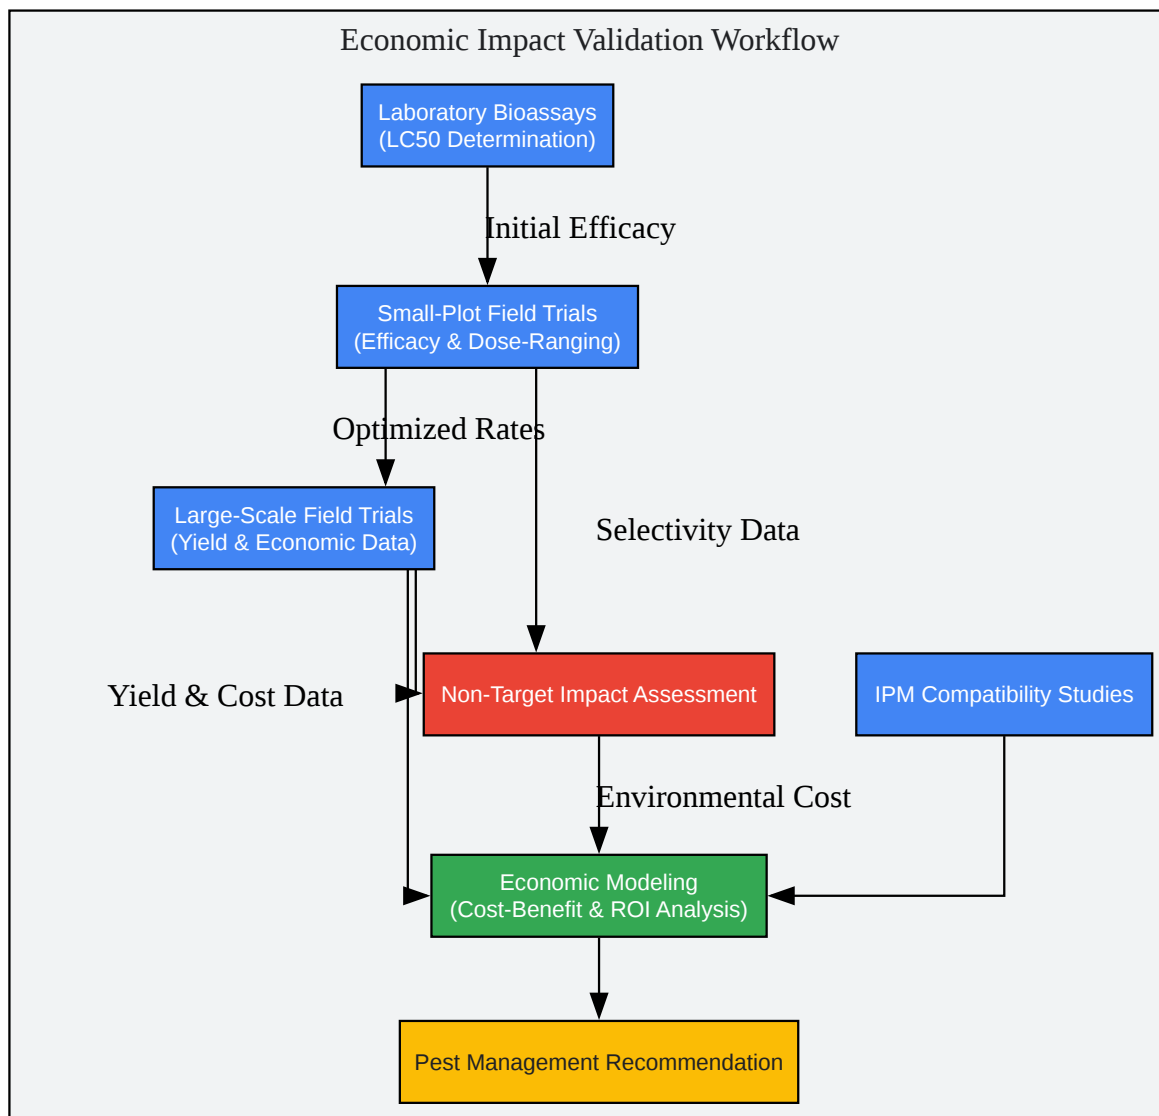 Economic Impact Validation Workflow
Laboratory Bioassays
(LC50 Determination)
Initial Efficacy
Small-Plot Field Trials
(Efficacy & Dose-Ranging)
Optimized Rates
Large-Scale Field Trials
(Yield & Economic Data)
Selectivity Data
Yield & Cost Data
Non-Target Impact Assessment
IPM Compatibility Studies
Environmental Cost
Economic Modeling
(Cost-Benefit & ROI Analysis)
Pest Management Recommendation